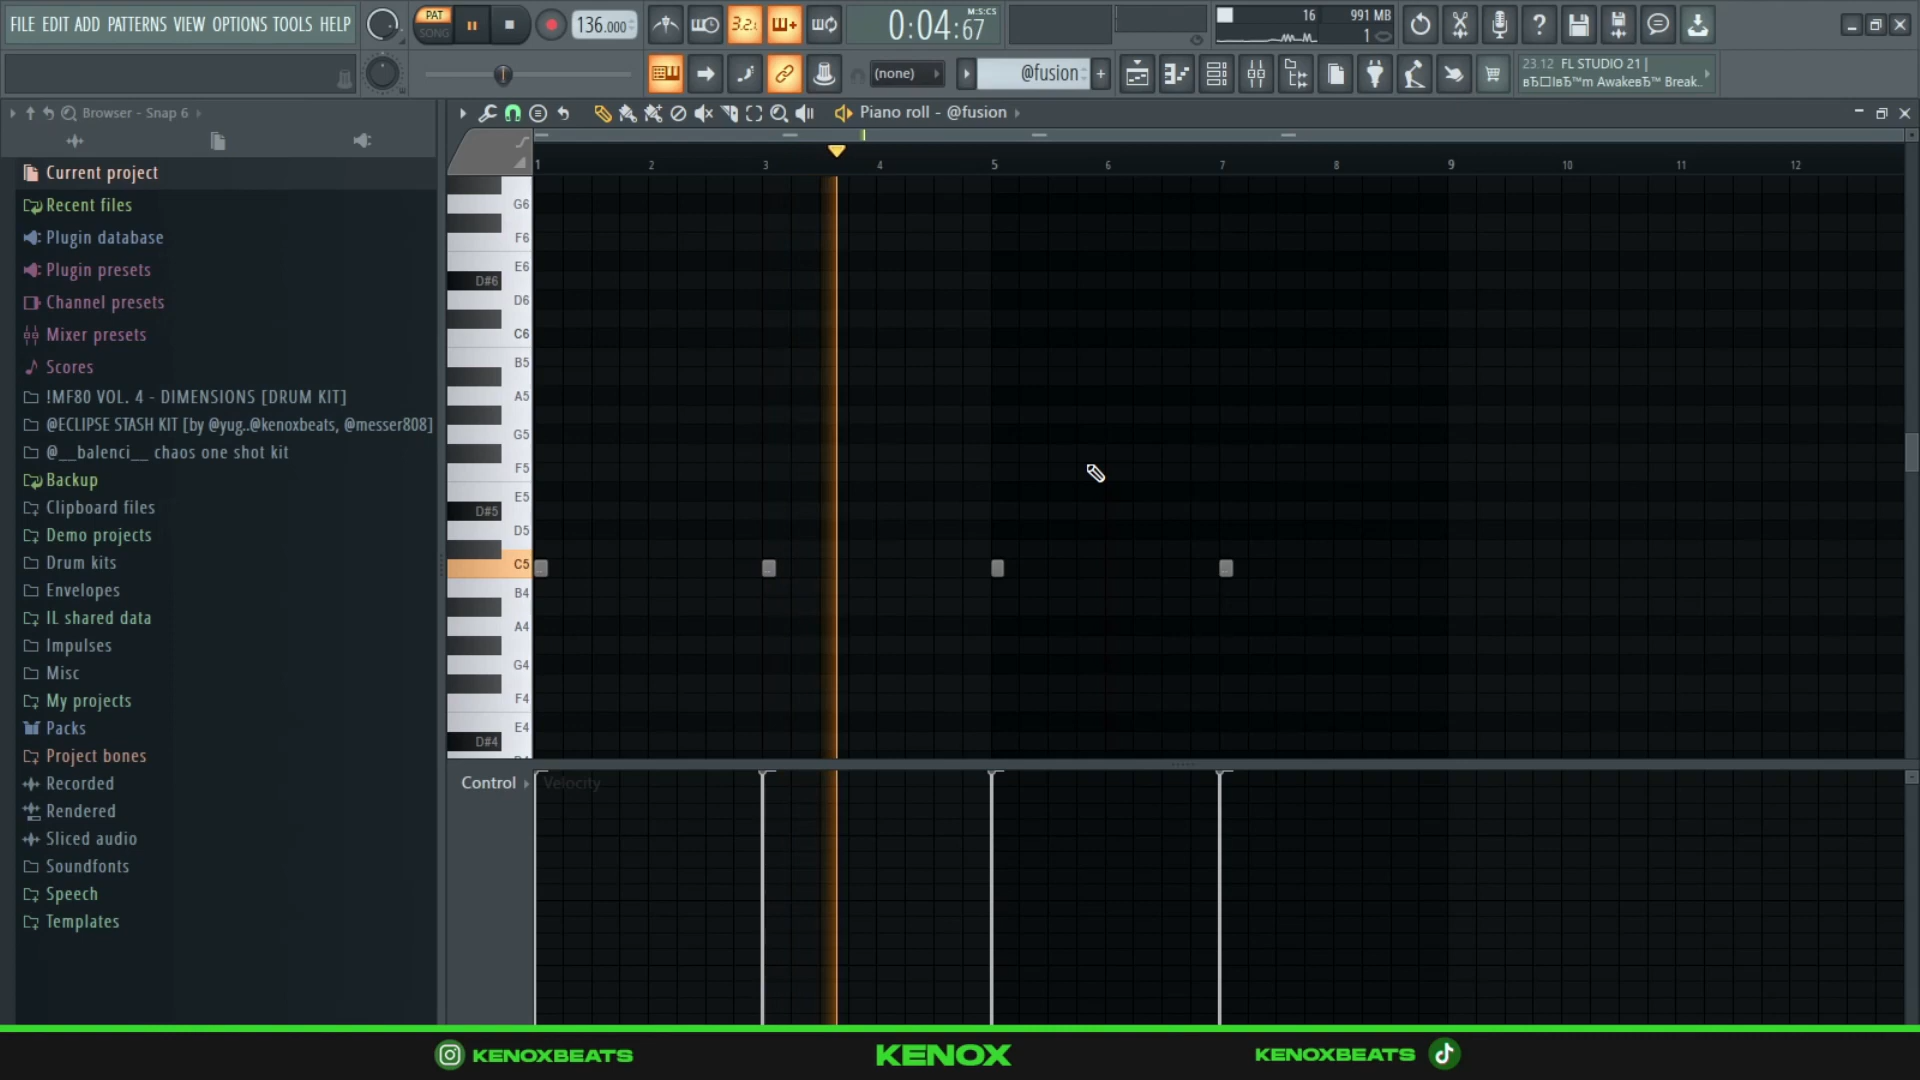 FILE EDIT ADD PATTERNS VIEW OPTIONS TOOLS HELP
PAT
SONG
136.000
3.2.
0:04:67
M:S:CS
16
991 MB
1
(none)
@fusion
23.12 FL STUDIO 21 |
вЂ□lвЂ™m AwakeвЂ™ Break..
Browser - Snap 6
Piano roll - @fusion
Current project
Recent files
Plugin database
Plugin presets
Channel presets
Mixer presets
Scores
!MF80 VOL. 4 - DIMENSIONS [DRUM KIT]
@ECLIPSE STASH KIT [by @yug..@kenoxbeats, @messer808]
@__balenci__ chaos one shot kit
Backup
Clipboard files
Demo projects
Drum kits
Envelopes
IL shared data
Impulses
Misc
My projects
Packs
Project bones
Recorded
Rendered
Sliced audio
Soundfonts
Speech
Templates
1 2 3 4 5 6 7 8 9 10 11 12
G6
F6
E6
D#6
D6
C6
B5
A5
G5
F5
E5
D#5
D5
C5
B4
A4
G4
F4
E4
D#4
Control
Velocity
KENOXBEATS
KENOX
KENOXBEATS